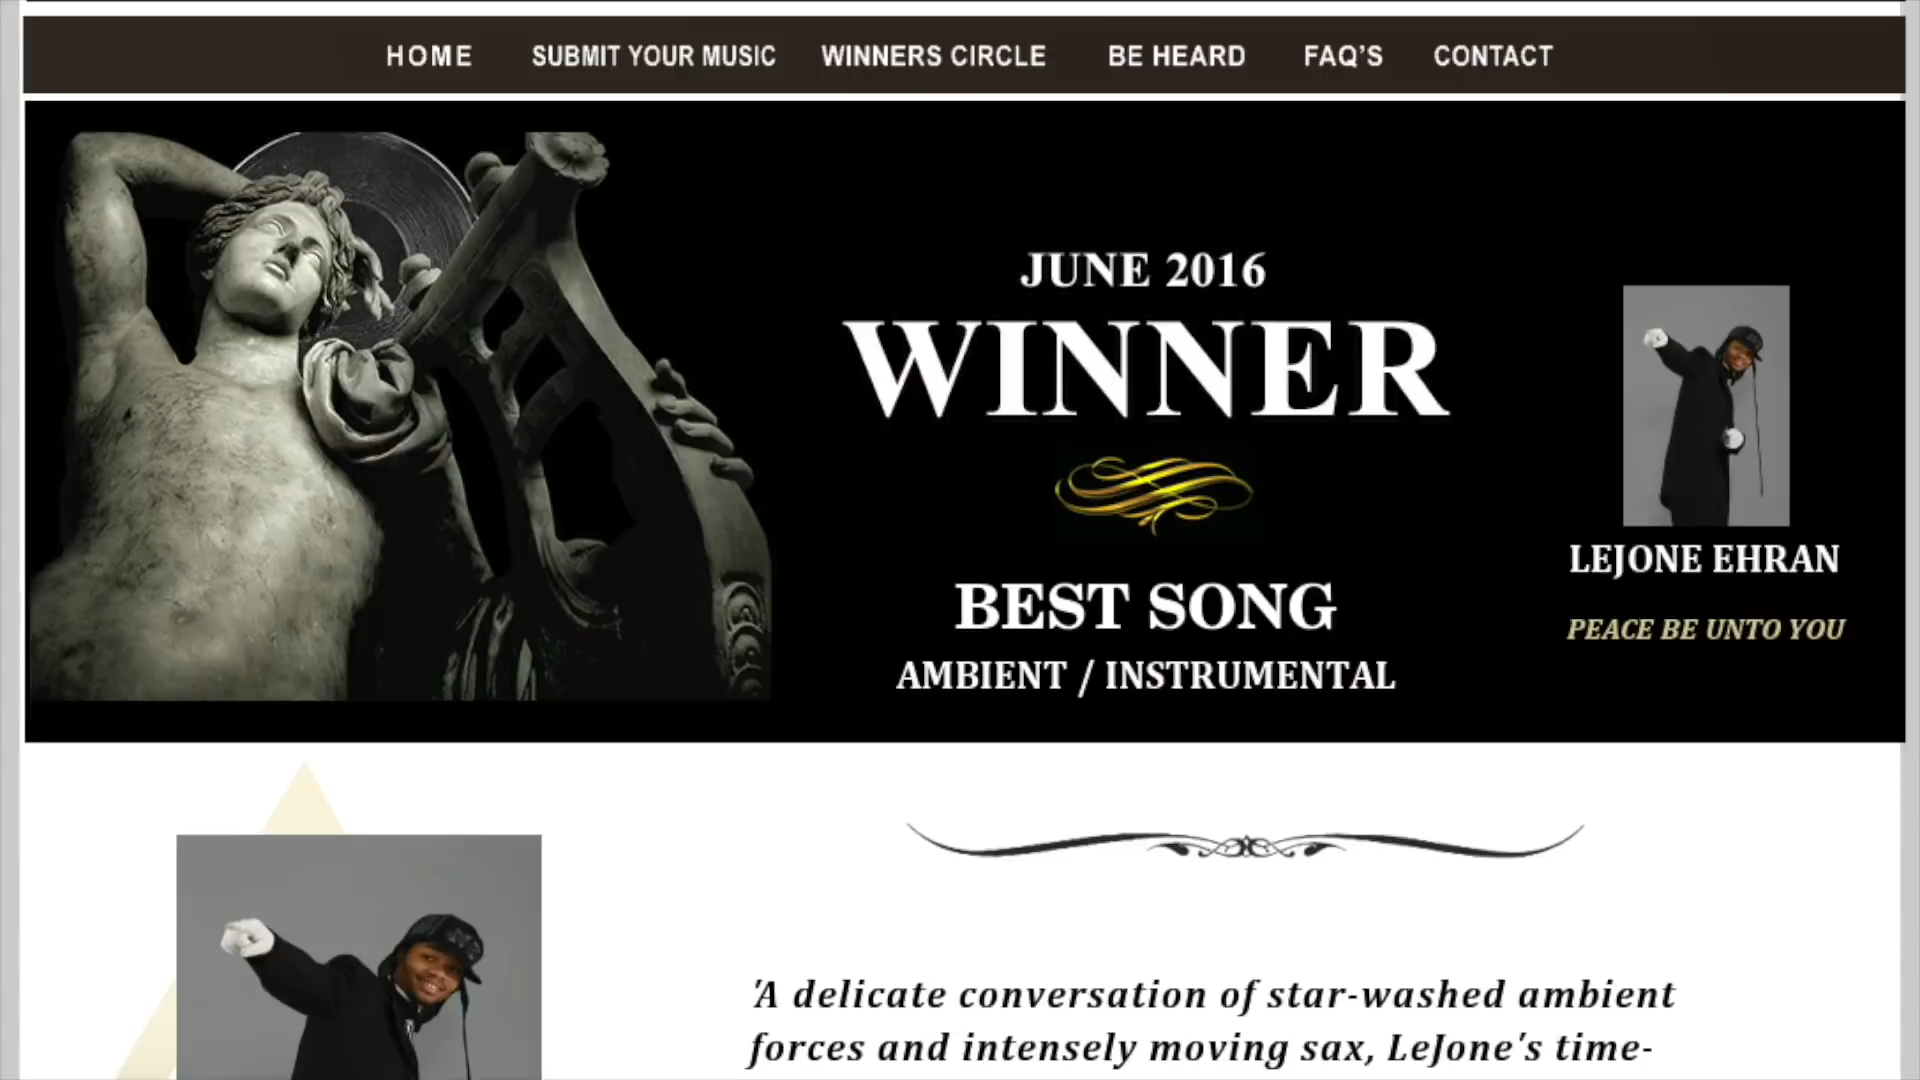 HOME SUBMIT YOUR MUSIC WINNERS CIRCLE BE HEARD FAQ'S CONTACT
JUNE 2016
WINNER
BEST SONG
AMBIENT / INSTRUMENTAL
LEJONE EHRAN
PEACE BE UNTO YOU
'A delicate conversation of star-washed ambient
forces and intensely moving sax, LeJone's time-